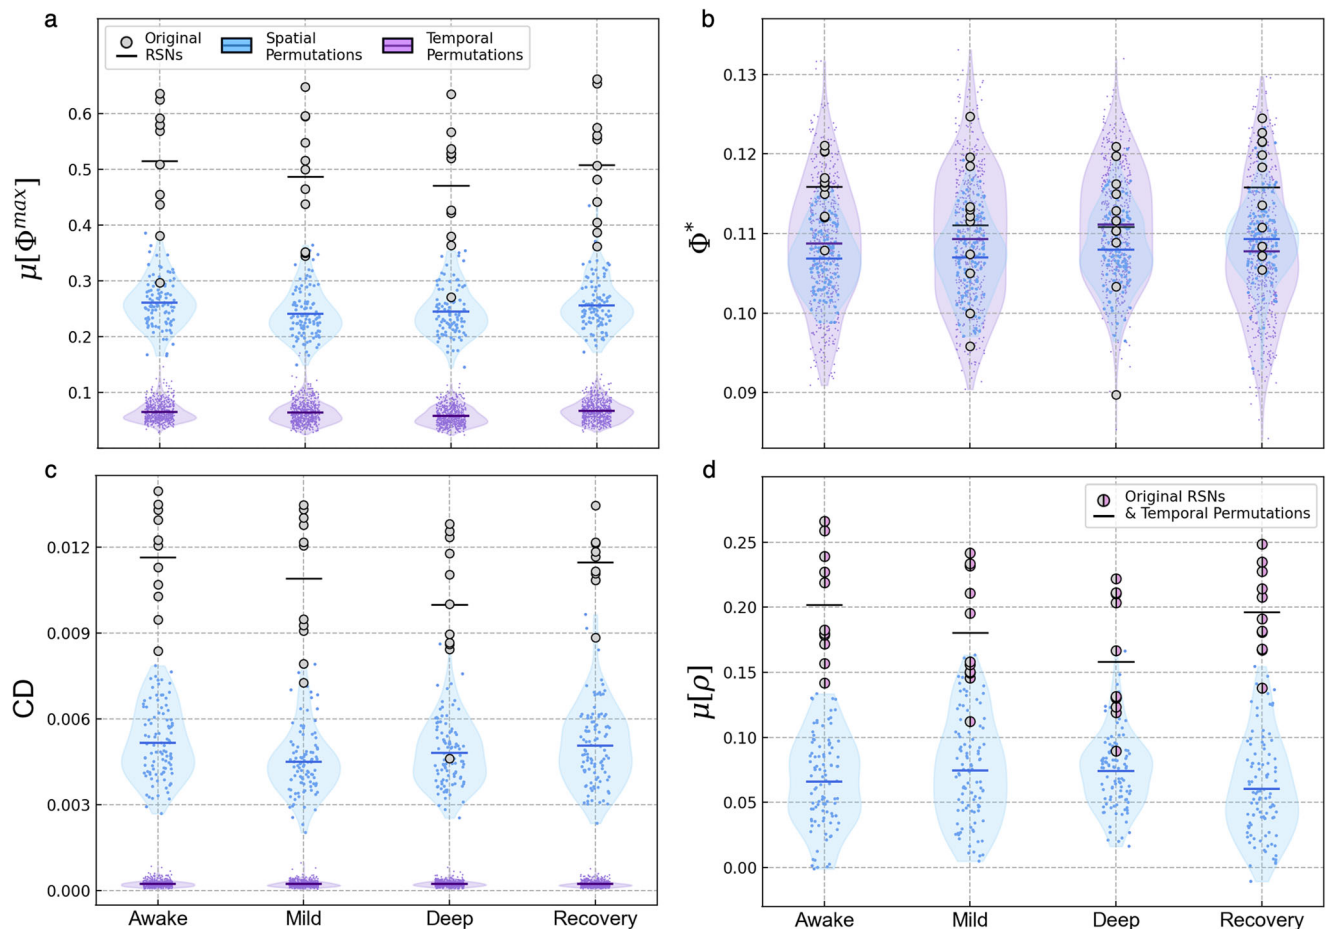 a
Original
RSNs
Spatial
Permutations
Temporal
Permutations
0.6
0.5
0.4
0.3
0.2
0.1
μ[Φ^max]
b
0.13
0.12
0.11
0.10
0.09
Φ*
c
0.012
0.009
0.006
0.003
0.000
CD
Awake Mild Deep Recovery
d
Original RSNs
& Temporal Permutations
0.25
0.20
0.15
0.10
0.05
0.00
μ[ρ]
Awake Mild Deep Recovery